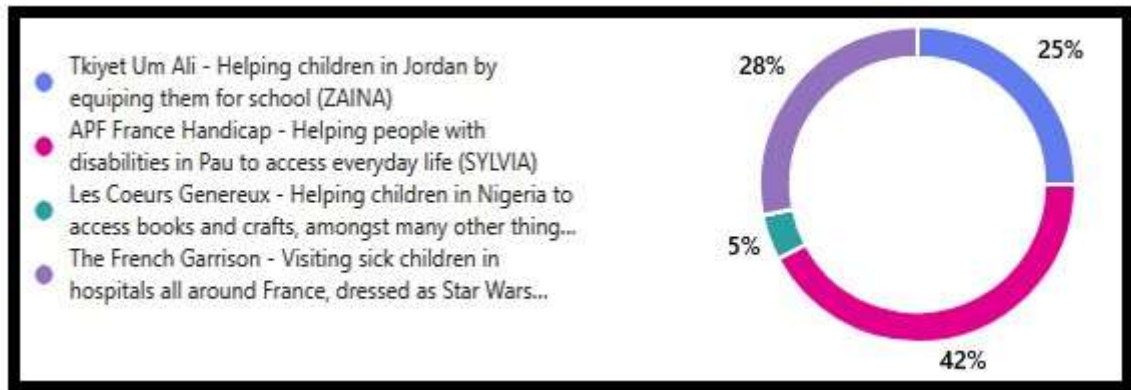 Tkiyet Um Ali - Helping children in Jordan by
equiping them for school (ZAINA)
APF France Handicap - Helping people with
disabilities in Pau to access everyday life (SYLVIA)
Les Coeurs Genereux - Helping children in Nigeria to
access books and crafts, amongst many other thing...
The French Garrison - Visiting sick children in
hospitals all around France, dressed as Star Wars...
28%
25%
5%
42%